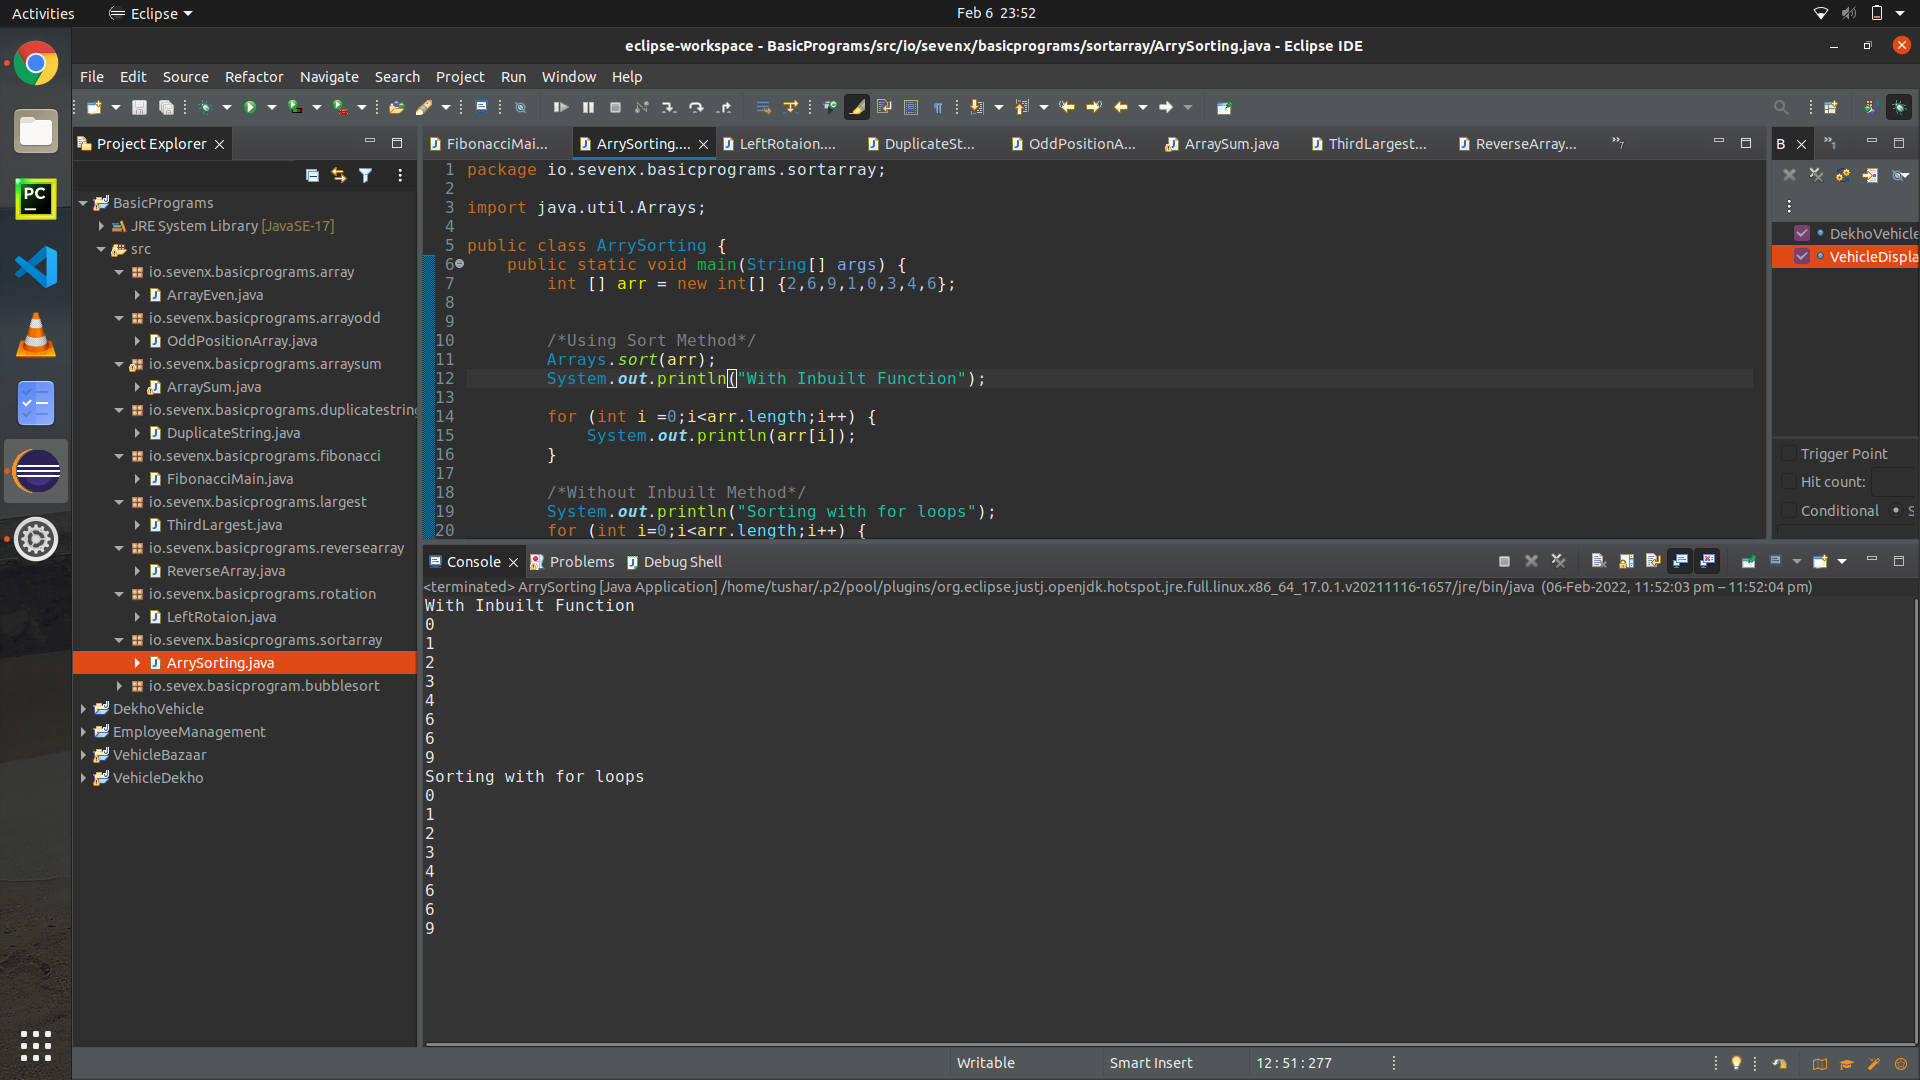 Activities
Eclipse
Feb 6 23:52
eclipse-workspace - BasicPrograms/src/io/sevenx/basicprograms/sortarray/ArrySorting.java - Eclipse IDE
File Edit Source Refactor Navigate Search Project Run Window Help
Project Explorer
BasicPrograms
JRE System Library [JavaSE-17]
src
io.sevenx.basicprograms.array
ArrayEven.java
io.sevenx.basicprograms.arrayodd
OddPositionArray.java
io.sevenx.basicprograms.arraysum
ArraySum.java
io.sevenx.basicprograms.duplicatestring
DuplicateString.java
io.sevenx.basicprograms.fibonacci
FibonacciMain.java
io.sevenx.basicprograms.largest
ThirdLargest.java
io.sevenx.basicprograms.reversearray
ReverseArray.java
io.sevenx.basicprograms.rotation
LeftRotaion.java
io.sevenx.basicprograms.sortarray
ArrySorting.java
io.sevex.basicprogram.bubblesort
DekhoVehicle
EmployeeManagement
VehicleBazaar
VehicleDekho
FibonacciMai... ArrySorting.... LeftRotaion.... DuplicateSt... OddPositionA... ArraySum.java ThirdLargest... ReverseArray... »7
1 package io.sevenx.basicprograms.sortarray;
2
3 import java.util.Arrays;
4
5 public class ArrySorting {
6 public static void main(String[] args) {
7 int [] arr = new int[] {2,6,9,1,0,3,4,6};
8
9
10 /*Using Sort Method*/
11 Arrays.sort(arr);
12 System.out.println("With Inbuilt Function");
13
14 for (int i =0;i<arr.length;i++) {
15 System.out.println(arr[i]);
16 }
17
18 /*Without Inbuilt Method*/
19 System.out.println("Sorting with for loops");
20 for (int i=0;i<arr.length;i++) {
B »1
DekhoVehicle
VehicleDispla
Trigger Point
Hit count:
Conditional S
Console Problems Debug Shell
<terminated> ArrySorting [Java Application] /home/tushar/.p2/pool/plugins/org.eclipse.justj.openjdk.hotspot.jre.full.linux.x86_64_17.0.1.v20211116-1657/jre/bin/java (06-Feb-2022, 11:52:03 pm – 11:52:04 pm)
With Inbuilt Function
0
1
2
3
4
6
6
9
Sorting with for loops
0
1
2
3
4
6
6
9
Writable
Smart Insert
12 : 51 : 277
PC